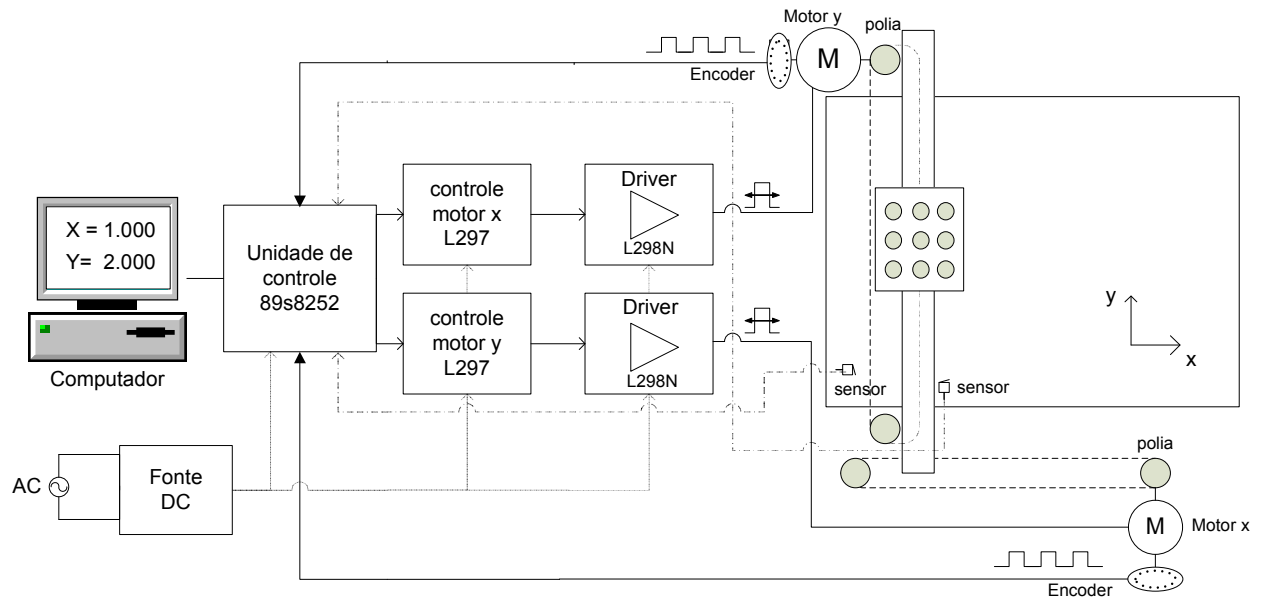 Motor y
polia
M
Encoder
controle
motor x
L297
Driver
L298N
X = 1.000
Y= 2.000
Unidade de
controle
89s8252
controle
motor y
L297
Driver
L298N
y
x
Computador
sensor
sensor
polia
AC
Fonte
DC
M
Motor x
Encoder